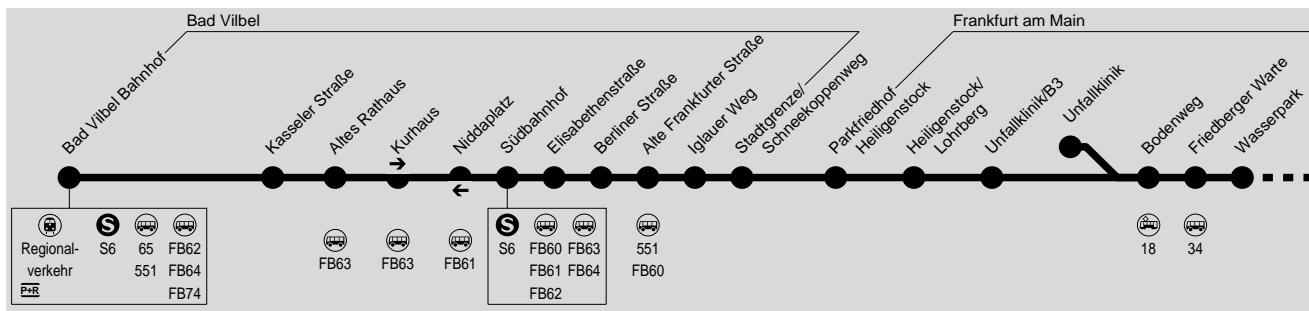 Bad Vilbel
Frankfurt am Main
Bad Vilbel Bahnhof
Kasseler Straße
Altes Rathaus
Kurhaus
Niddaplatz
Südbahnhof
Elisabethenstraße
Berliner Straße
Alte Frankfurter Straße
Iglauer Weg
Stadtgrenze/
Schneekoppenweg
Parkfriedhof
Heiligenstock
Heiligenstock/
Lohrberg
Unfallklinik/B3
Unfallklinik
Bodenweg
Friedberger Warte
Wasserpark
Regional-
verkehr
P+R
S
S6
65
551
FB62
FB64
FB74
FB63
FB63
FB61
S
S6
FB60
FB61
FB62
FB63
FB64
551
FB60
18
34